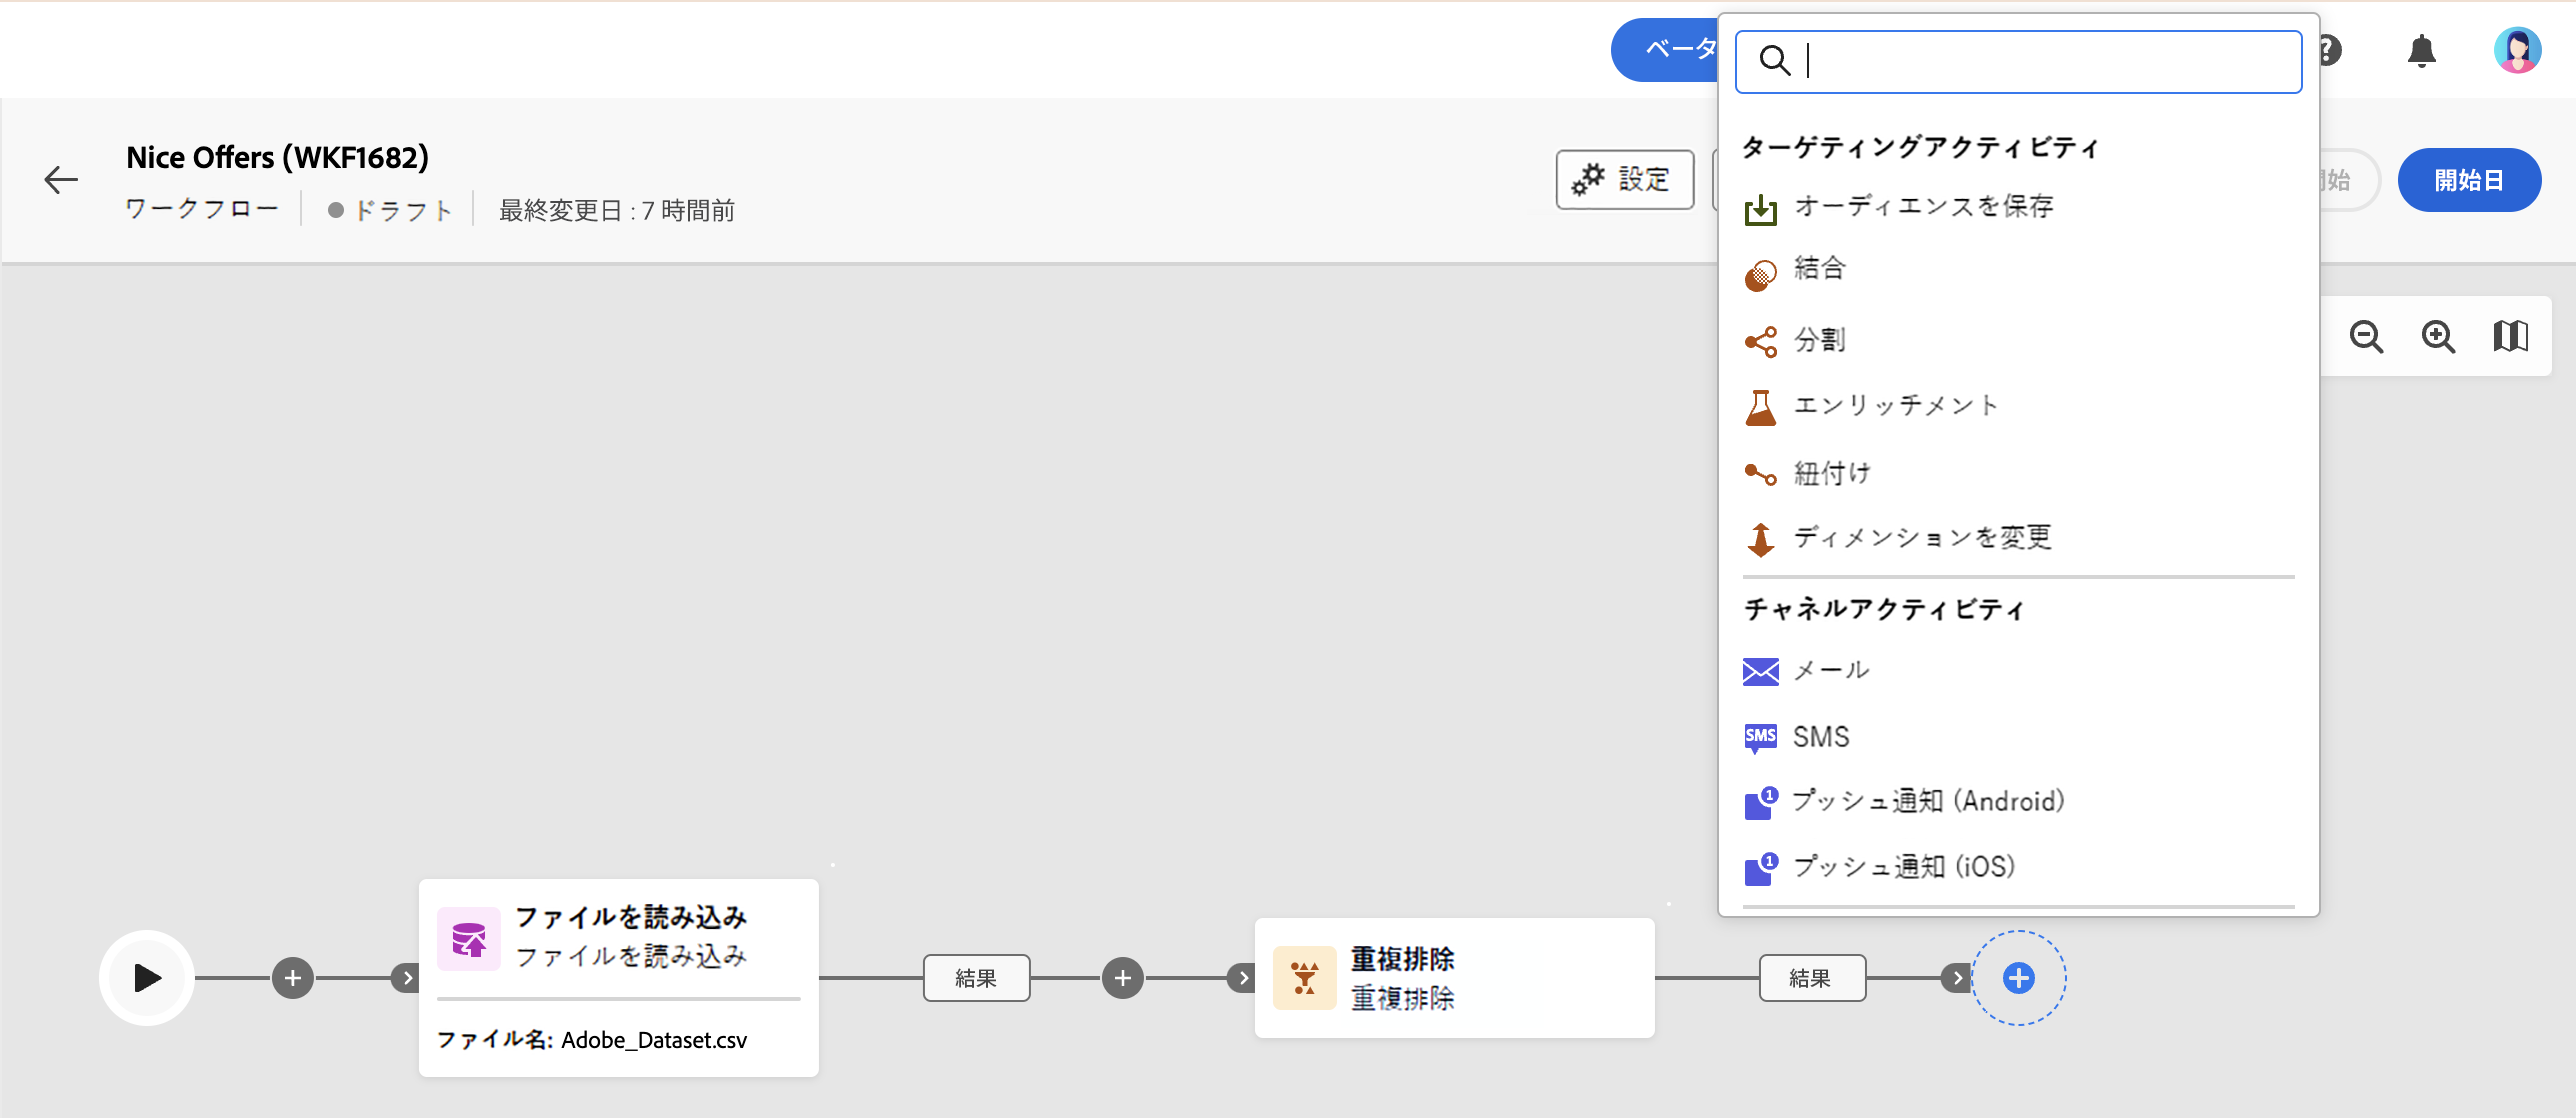 ベータ
Nice Offers (WKF1682)
ワークフロー
ドラフト
最終変更日 : 7 時間前
設定
始
開始日
ターゲティングアクティビティ
オーディエンスを保存
結合
分割
エンリッチメント
紐付け
ディメンションを変更
チャネルアクティビティ
メール
SMS
SMS
1
プッシュ通知 (Android)
1
プッシュ通知 (iOS)
ファイルを読み込み
ファイルを読み込み
ファイル名: Adobe_Dataset.csv
結果
重複排除
重複排除
結果